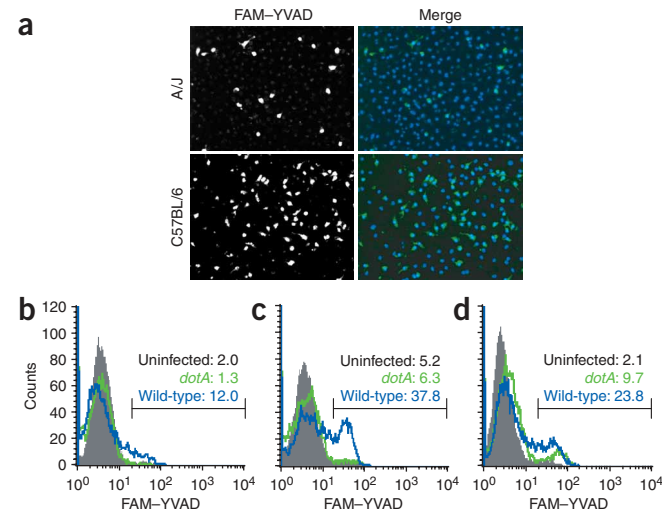 a
FAM–YVAD Merge
A/J
C57BL/6
b c d
120
100
80
60
40
20
0
Counts
Uninfected: 2.0
dotA: 1.3
Wild-type: 12.0
10⁰ 10¹ 10² 10³ 10⁴
FAM–YVAD
Uninfected: 5.2
dotA: 6.3
Wild-type: 37.8
10⁰ 10¹ 10² 10³ 10⁴
FAM–YVAD
Uninfected: 2.1
dotA: 9.7
Wild-type: 23.8
10⁰ 10¹ 10² 10³ 10⁴
FAM–YVAD